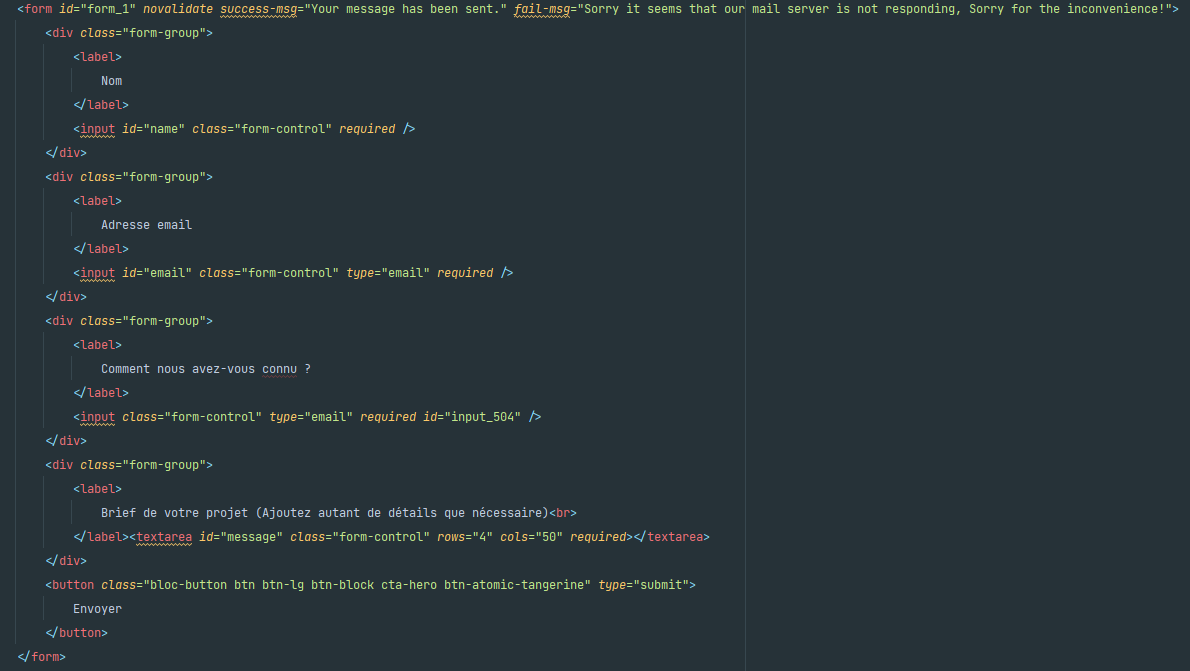 <form id="form_1" novalidate success-msg="Your message has been sent." fail-msg="Sorry it seems that our mail server is not responding, Sorry for the inconvenience!">
<div class="form-group">
<label>
Nom
</label>
<input id="name" class="form-control" required />
</div>
<div class="form-group">
<label>
Adresse email
</label>
<input id="email" class="form-control" type="email" required />
</div>
<div class="form-group">
<label>
Comment nous avez-vous connu ?
</label>
<input class="form-control" type="email" required id="input_504" />
</div>
<div class="form-group">
<label>
Brief de votre projet (Ajoutez autant de détails que nécessaire)<br>
</label><textarea id="message" class="form-control" rows="4" cols="50" required></textarea>
</div>
<button class="bloc-button btn btn-lg btn-block cta-hero btn-atomic-tangerine" type="submit">
Envoyer
</button>
</form>